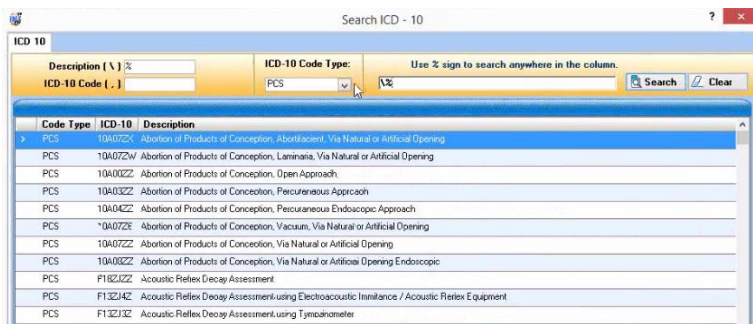 Search ICD - 10
?
ICD 10
Description ( \ ) %
ICD-10 Code ( , )
ICD-10 Code Type:
PCS
Use % sign to search anywhere in the column.
\%
Search
Clear
Code Type ICD-10 Description
PCS 10A07ZX Abortion of Products of Conception, Abortifacient, Via Natural or Artificial Opening
PCS 10A07ZW Abortion of Products of Conception, Laminaria, Via Natural or Artificial Opening
PCS 10A00ZZ Abortion of Products of Conception, Open Approach
PCS 10A03ZZ Abortion of Products of Conception, Percutaneous Approach
PCS 10A04ZZ Abortion of Products of Conception, Percutaneous Endoscopic Approach
PCS 10A07Z6 Abortion of Products of Conception, Vacuum, Via Natural or Artificial Opening
PCS 10A07ZZ Abortion of Products of Conception, Via Natural or Artificial Opening
PCS 10A08ZZ Abortion of Products of Conception, Via Natural or Artificial Opening Endoscopic
PCS Acoustic Reflex Decay Assessment
PCS F13ZJ4Z Acoustic Reflex Decay Assessment using Electroacoustic Immitance / Acoustic Reflex Equipment
PCS F13ZJ3Z Acoustic Reflex Decay Assessment using Tympanometer